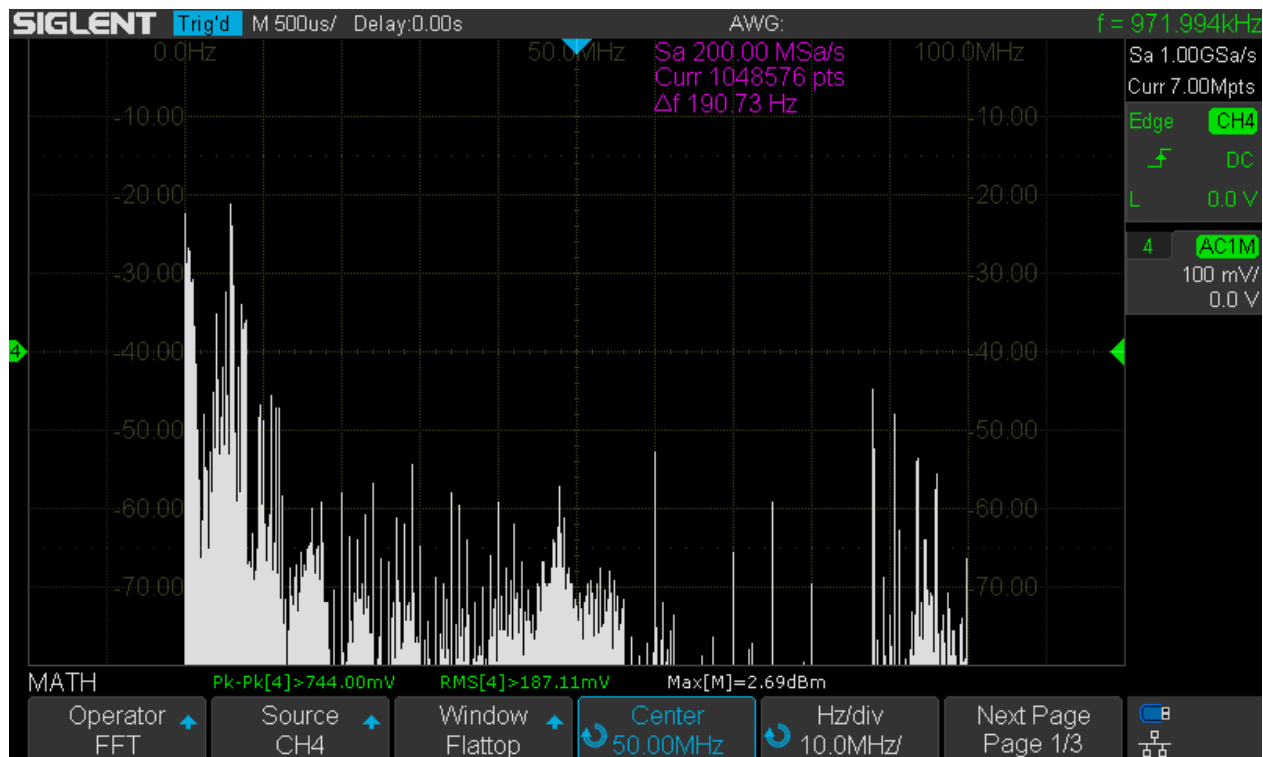 SIGLENT Trig'd M 500us/ Delay:0.00s AWG: f = 971.994kHz
0.0Hz 50.0MHz 100.0MHz
Sa 200.00 MSa/s
Curr 1048576 pts
Δf 190.73 Hz
Sa 1.00GSa/s
Curr 7.00Mpts
Edge CH4
DC
L 0.0 V
4 AC1M
100 mV/
0.0 V
-10.00 -10.00
-20.00 -20.00
-30.00 -30.00
-40.00 -40.00
-50.00 -50.00
-60.00 -60.00
-70.00 -70.00
4
MATH Pk-Pk[4]>744.00mV RMS[4]>187.11mV Max[M]=2.69dBm
Operator
FFT
Source
CH4
Window
Flattop
Center
50.00MHz
Hz/div
10.0MHz/
Next Page
Page 1/3